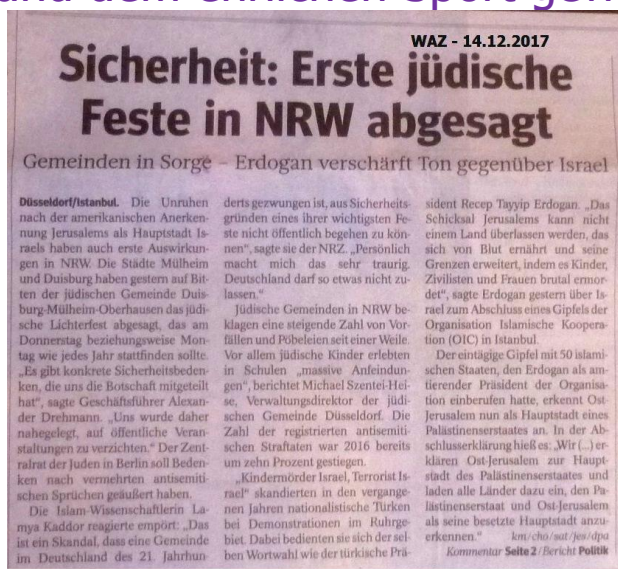 WAZ - 14.12.2017
Sicherheit: Erste jüdische
Feste in NRW abgesagt
Gemeinden in Sorge – Erdogan verschärft Ton gegenüber Israel
Düsseldorf/Istanbul. Die Unruhen
nach der amerikanischen Anerken-
nung Jerusalems als Hauptstadt Is-
raels haben auch erste Auswirkun-
gen in NRW. Die Städte Mülheim
und Duisburg haben gestern auf Bit-
ten der jüdischen Gemeinde Duis-
burg-Mülheim-Oberhausen das jüdi-
sche Lichterfest abgesagt, das am
Donnerstag beziehungsweise Mon-
tag wie jedes Jahr stattfinden sollte.
„Es gibt konkrete Sicherheitsbeden-
ken, die uns die Botschaft mitgeteilt
hat“, sagte Geschäftsführer Alexan-
der Drehmann. „Uns wurde daher
nahegelegt, auf öffentliche Veran-
staltungen zu verzichten.“ Der Zent-
ralrat der Juden in Berlin soll Beden-
ken nach vermehrten antisemiti-
schen Sprüchen geäußert haben.
Die Islam-Wissenschaftlerin La-
mya Kaddor reagierte empört: „Das
ist ein Skandal, dass eine Gemeinde
im Deutschland des 21. Jahrhun-
derts gezwungen ist, aus Sicherheits-
gründen eines ihrer wichtigsten Fe-
ste nicht öffentlich begehen zu kön-
nen“, sagte sie der NRZ. „Persönlich
macht mich das sehr traurig.
Deutschland darf so etwas nicht zu-
lassen.“
Jüdische Gemeinden in NRW be-
klagen eine steigende Zahl von Vor-
fällen und Pöbeleien seit einer Weile.
Vor allem jüdische Kinder erlebten
in Schulen „massive Anfeindun-
gen“, berichtet Michael Szentei-Hei-
se, Verwaltungsdirektor der jüdi-
schen Gemeinde Düsseldorf. Die
Zahl der registrierten antisemiti-
schen Straftaten war 2016 bereits
um zehn Prozent gestiegen.
„Kindermörder Israel, Terrorist Is-
rael“ skandierten in den vergange-
nen Jahren nationalistische Türken
bei Demonstrationen im Ruhrge-
biet. Dabei bedienten sie sich der sel-
ben Wortwahl wie der türkische Prä-
sident Recep Tayyip Erdogan. „Das
Schicksal Jerusalems kann nicht
einem Land überlassen werden, das
sich von Blut ernährt und seine
Grenzen erweitert, indem es Kinder,
Zivilisten und Frauen brutal ermor-
det“, sagte Erdogan gestern über Is-
rael zum Abschluss eines Gipfels der
Organisation Islamische Koopera-
tion (OIC) in Istanbul.
Der eintägige Gipfel mit 50 islami-
schen Staaten, den Erdogan als am-
tierender Präsident der Organisa-
tion einberufen hatte, erkennt Ost-
Jerusalem nun als Hauptstadt eines
Palästinenserstaates an. In der Ab-
schlusserklärung hieß es: „Wir (...) er-
klären Ost-Jerusalem zur Haupt-
stadt des Palästinenserstaates und
laden alle Länder dazu ein, den Pa-
lästinenserstaat und Ost-Jerusalem
als seine besetzte Hauptstadt anzu-
erkennen.“ km/cho/sat/jes/dpa
Kommentar Seite 2 / Bericht Politik